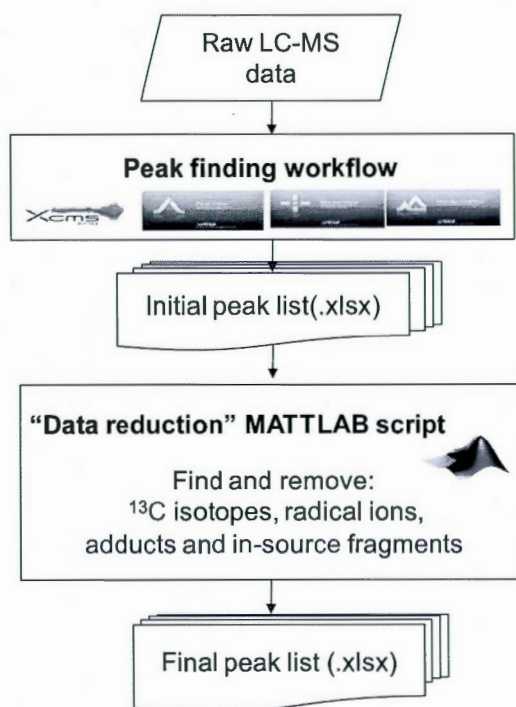 Raw LC-MS
data
Peak finding workflow
xcms
Initial peak list(.xlsx)
“Data reduction” MATTLAB script
Find and remove:
¹³C isotopes, radical ions,
adducts and in-source fragments
Final peak list (.xlsx)